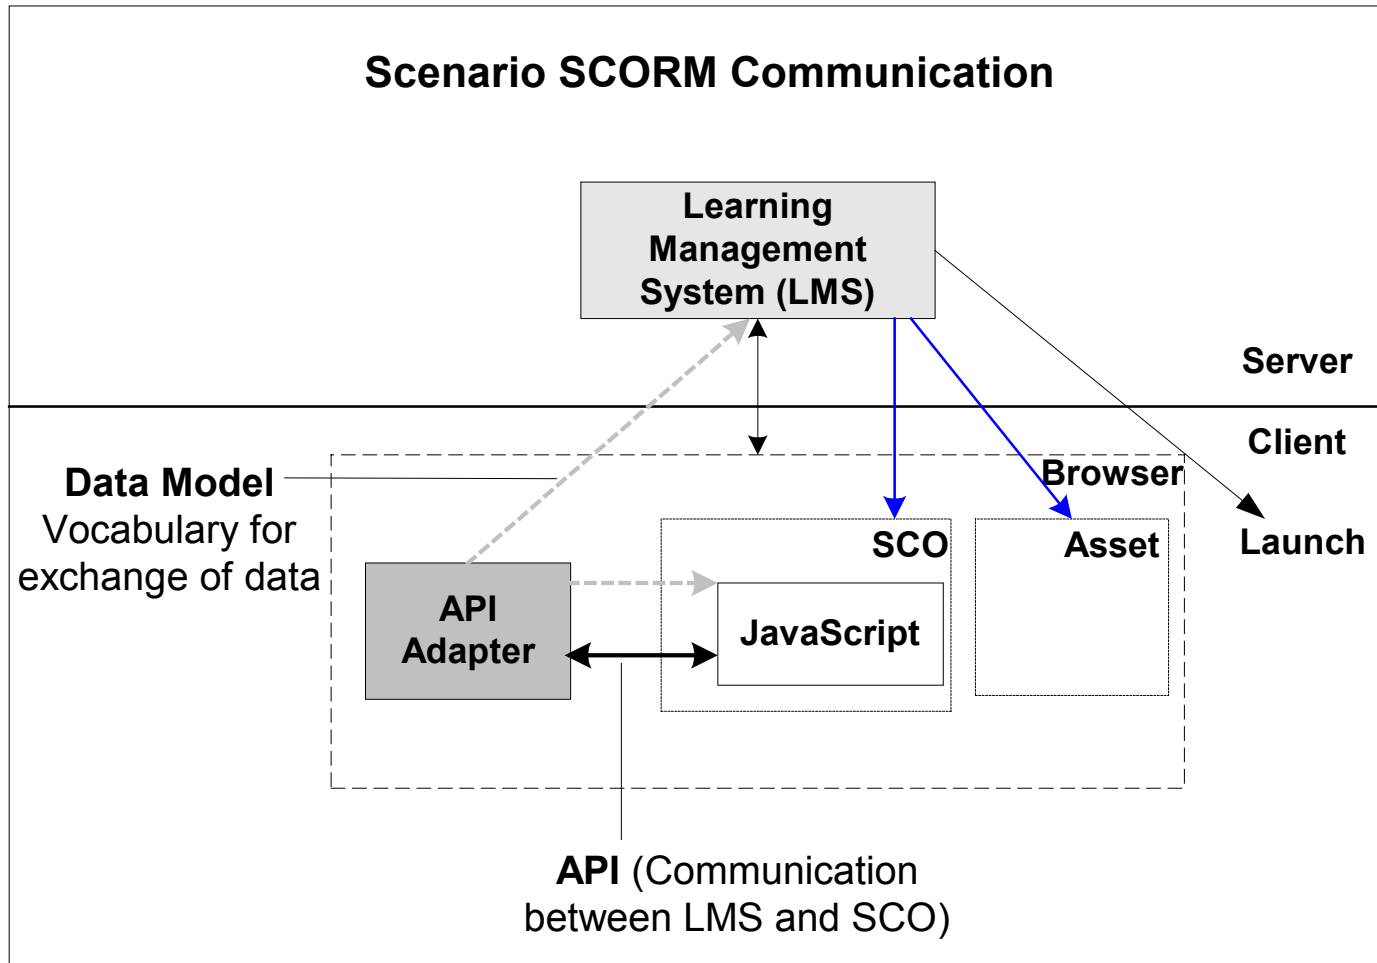 Scenario SCORM Communication
Learning
Management
System (LMS)
Server
Client
Browser
Data Model
Vocabulary for
exchange of data
SCO
Asset
Launch
API
Adapter
JavaScript
API (Communication
between LMS and SCO)